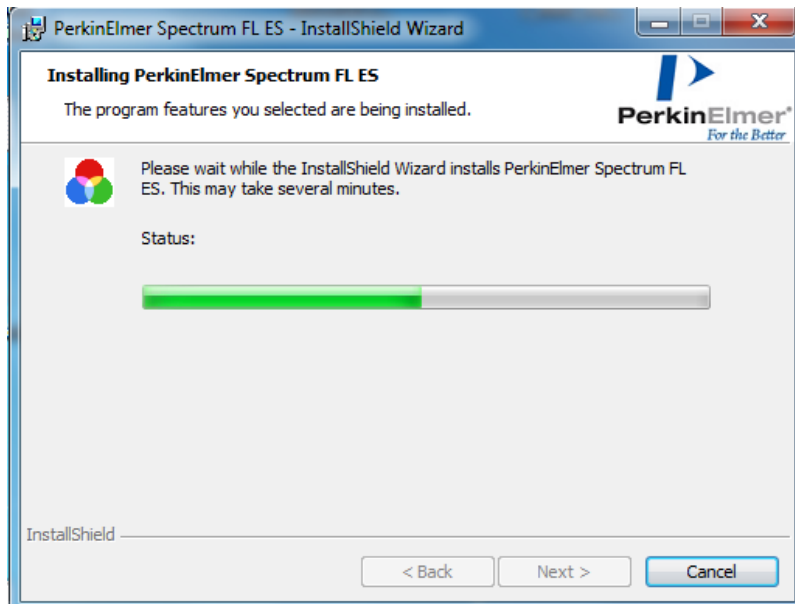 PerkinElmer Spectrum FL ES - InstallShield Wizard
Installing PerkinElmer Spectrum FL ES
The program features you selected are being installed.
PerkinElmer®
For the Better
Please wait while the InstallShield Wizard installs PerkinElmer Spectrum FL
ES. This may take several minutes.
Status:
InstallShield
< Back
Next >
Cancel